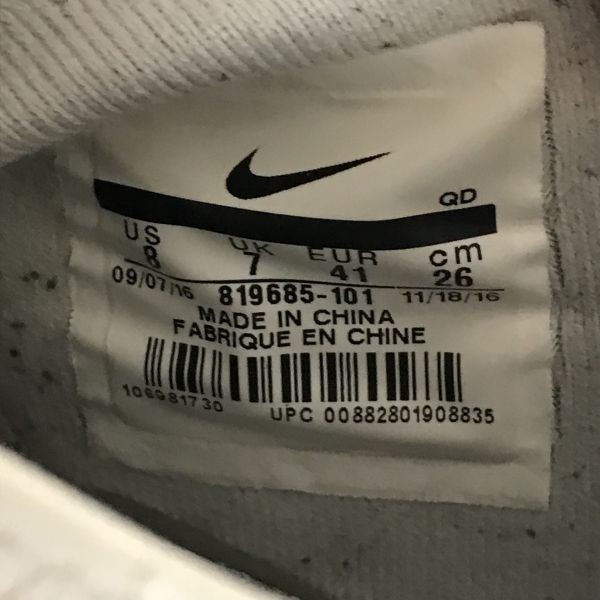 QD
US UK EUR cm
8 7 41 26
09/07/16 819685-101 11/18/16
MADE IN CHINA
FABRIQUE EN CHINE
106981730 UPC 00882801908835